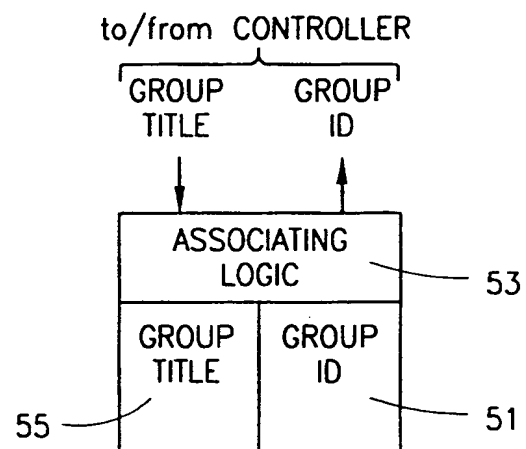 to/from CONTROLLER
GROUP TITLE
GROUP ID
ASSOCIATING LOGIC
53
GROUP TITLE
GROUP ID
55
51